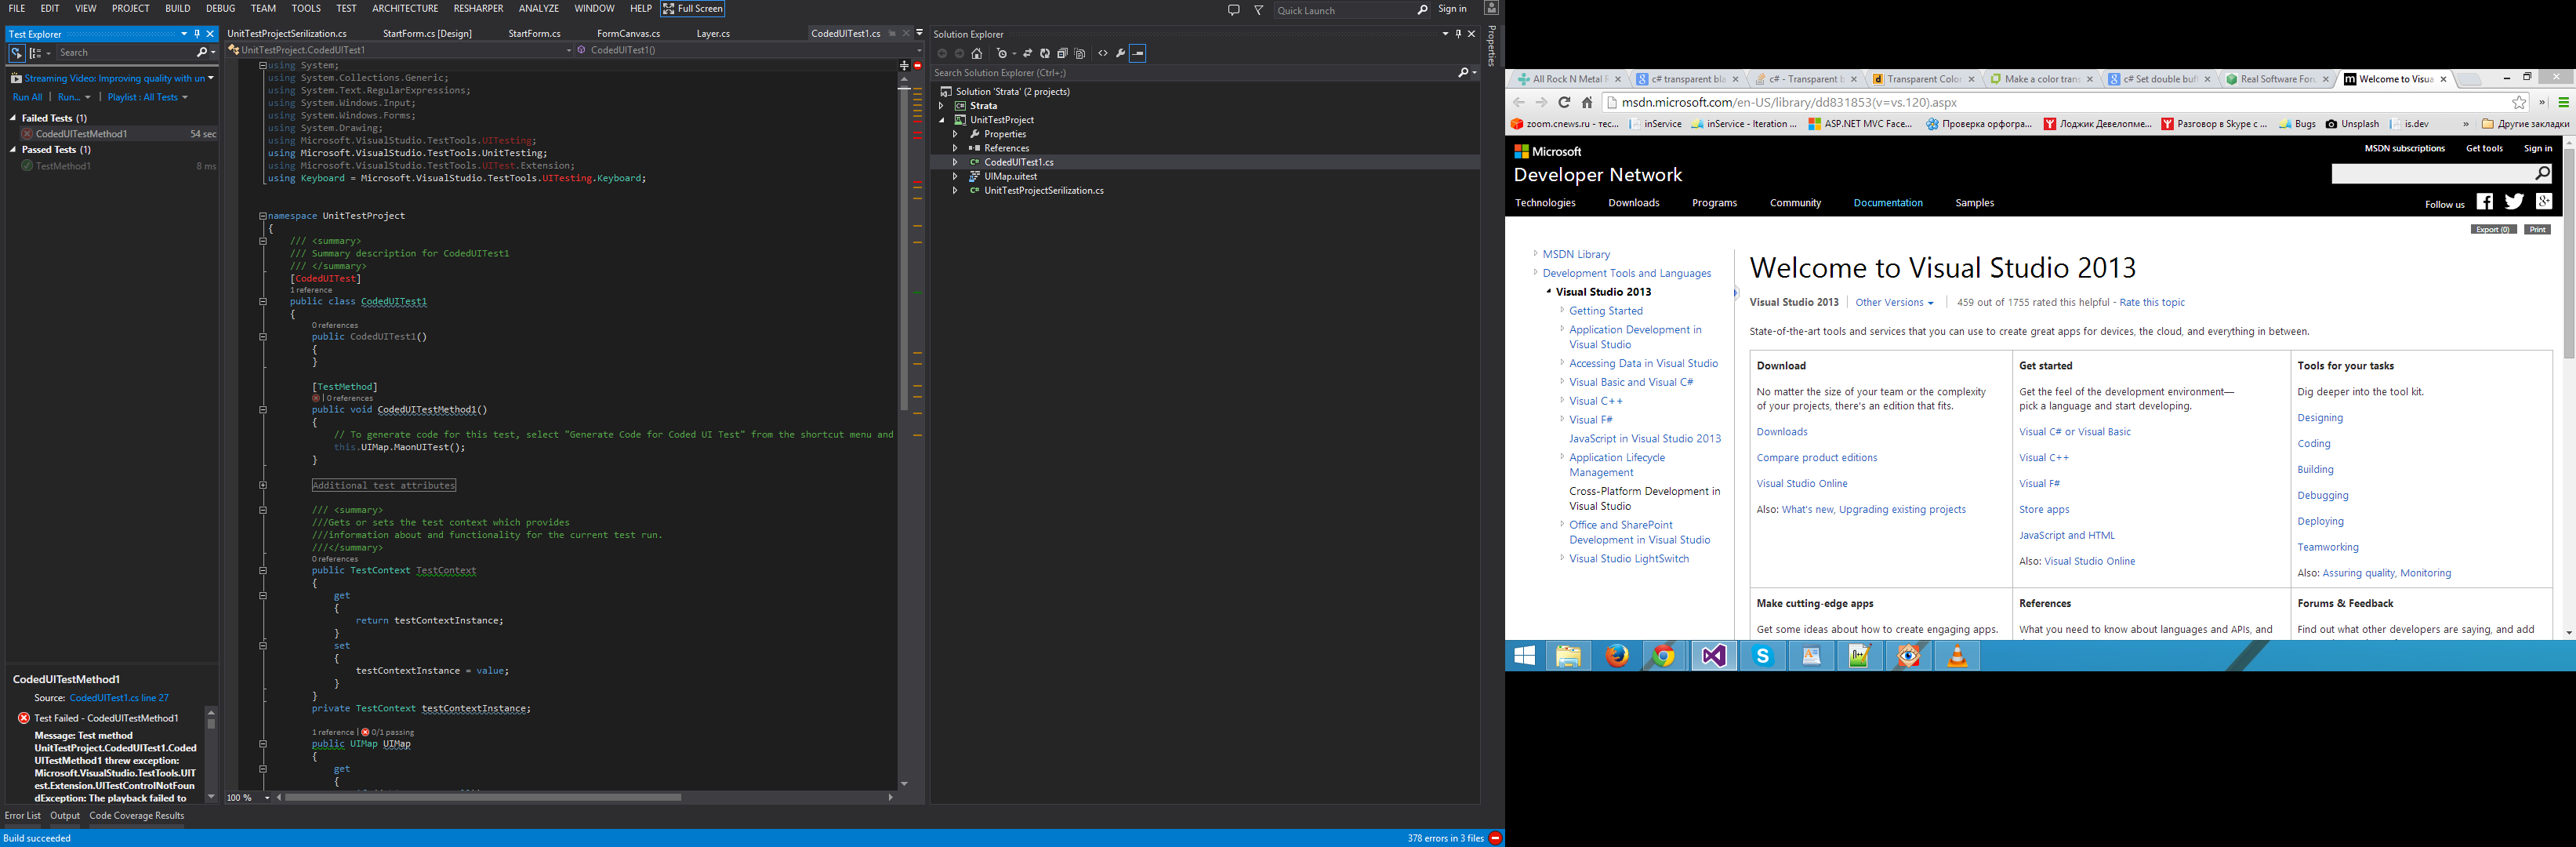 FILE EDIT VIEW PROJECT BUILD DEBUG TEAM TOOLS TEST ARCHITECTURE RESHARPER ANALYZE WINDOW HELP Full Screen
Quick Launch
Sign in
Test Explorer
Search
Streaming Video: Improving quality with un
Run All | Run... | Playlist : All Tests
Failed Tests (1)
CodedUITestMethod1 54 sec
Passed Tests (1)
TestMethod1 8 ms
CodedUITestMethod1
Source: CodedUITest1.cs line 27
Test Failed - CodedUITestMethod1
Message: Test method
UnitTestProject.CodedUITest1.Coded
UITestMethod1 threw exception:
Microsoft.VisualStudio.TestTools.UIT
est.Extension.UITestControlNotFoun
dException: The playback failed to
UnitTestProjectSerilization.cs StartForm.cs [Design] StartForm.cs FormCanvas.cs Layer.cs CodedUITest1.cs
UnitTestProject.CodedUITest1 CodedUITest1()
using System;
using System.Collections.Generic;
using System.Text.RegularExpressions;
using System.Windows.Input;
using System.Windows.Forms;
using System.Drawing;
using Microsoft.VisualStudio.TestTools.UITesting;
using Microsoft.VisualStudio.TestTools.UnitTesting;
using Microsoft.VisualStudio.TestTools.UITest.Extension;
using Keyboard = Microsoft.VisualStudio.TestTools.UITesting.Keyboard;
namespace UnitTestProject
{
/// <summary>
/// Summary description for CodedUITest1
/// </summary>
[CodedUITest]
1 reference
public class CodedUITest1
{
0 references
public CodedUITest1()
{
}
[TestMethod]
| 0 references
public void CodedUITestMethod1()
{
// To generate code for this test, select "Generate Code for Coded UI Test" from the shortcut menu and
this.UIMap.MaonUITest();
}
Additional test attributes
/// <summary>
///Gets or sets the test context which provides
///information about and functionality for the current test run.
///</summary>
0 references
public TestContext TestContext
{
get
{
return testContextInstance;
}
set
{
testContextInstance = value;
}
}
private TestContext testContextInstance;
1 reference | 0/1 passing
public UIMap UIMap
{
get
{
100 %
Solution Explorer
Search Solution Explorer (Ctrl+;)
Solution 'Strata' (2 projects)
Strata
UnitTestProject
Properties
References
CodedUITest1.cs
UIMap.uitest
UnitTestProjectSerilization.cs
Properties
Error List Output Code Coverage Results
Build succeeded
378 errors in 3 files
All Rock N Metal R c# transparent bla c# - Transparent b Transparent Color Make a color trans c# Set double buf Real Software Foru Welcome to Visua
msdn.microsoft.com/en-US/library/dd831853(v=vs.120).aspx
zoom.cnews.ru - тес... inService inService - Iteration ... ASP.NET MVC Face... Проверка орфогра... Лоджик Девелопме... Разговор в Skype с ... Bugs Unsplash is.dev » Другие закладки
Microsoft
Developer Network
MSDN subscriptions Get tools Sign in
Technologies Downloads Programs Community Documentation Samples
Follow us
Export (0) Print
MSDN Library
Development Tools and Languages
Visual Studio 2013
Getting Started
Application Development in
Visual Studio
Accessing Data in Visual Studio
Visual Basic and Visual C#
Visual C++
Visual F#
JavaScript in Visual Studio 2013
Application Lifecycle
Management
Cross-Platform Development in
Visual Studio
Office and SharePoint
Development in Visual Studio
Visual Studio LightSwitch
Welcome to Visual Studio 2013
Visual Studio 2013 | Other Versions | 459 out of 1755 rated this helpful - Rate this topic
State-of-the-art tools and services that you can use to create great apps for devices, the cloud, and everything in between.
Download
No matter the size of your team or the complexity
of your projects, there's an edition that fits.
Downloads
Compare product editions
Visual Studio Online
Also: What's new, Upgrading existing projects
Get started
Get the feel of the development environment—
pick a language and start developing.
Visual C# or Visual Basic
Visual C++
Visual F#
Store apps
JavaScript and HTML
Also: Visual Studio Online
Tools for your tasks
Dig deeper into the tool kit.
Designing
Coding
Building
Debugging
Deploying
Teamworking
Also: Assuring quality, Monitoring
Make cutting-edge apps
Get some ideas about how to create engaging apps.
References
What you need to know about languages and APIs, and
Forums & Feedback
Find out what other developers are saying, and add